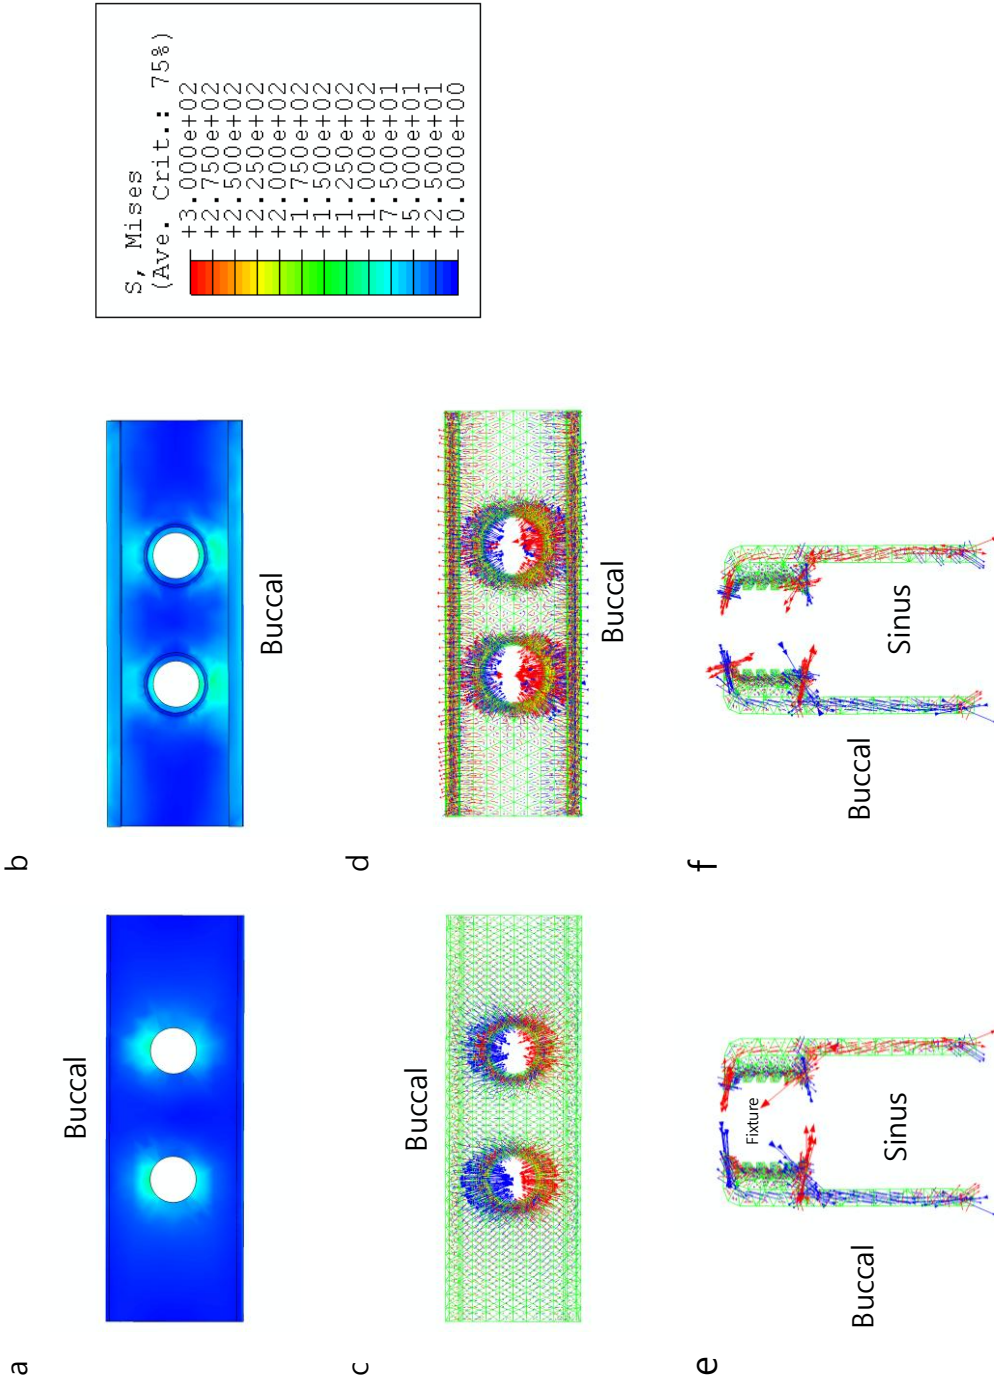 a
Buccal
b
Buccal
S, Mises
(Ave. Crit.: 75%)
+3.000e+02
+2.750e+02
+2.500e+02
+2.250e+02
+2.000e+02
+1.750e+02
+1.500e+02
+1.250e+02
+1.000e+02
+7.500e+01
+5.000e+01
+2.500e+01
+0.000e+00
c
Buccal
d
Buccal
e
Buccal
Fixture
Sinus
f
Buccal
Sinus